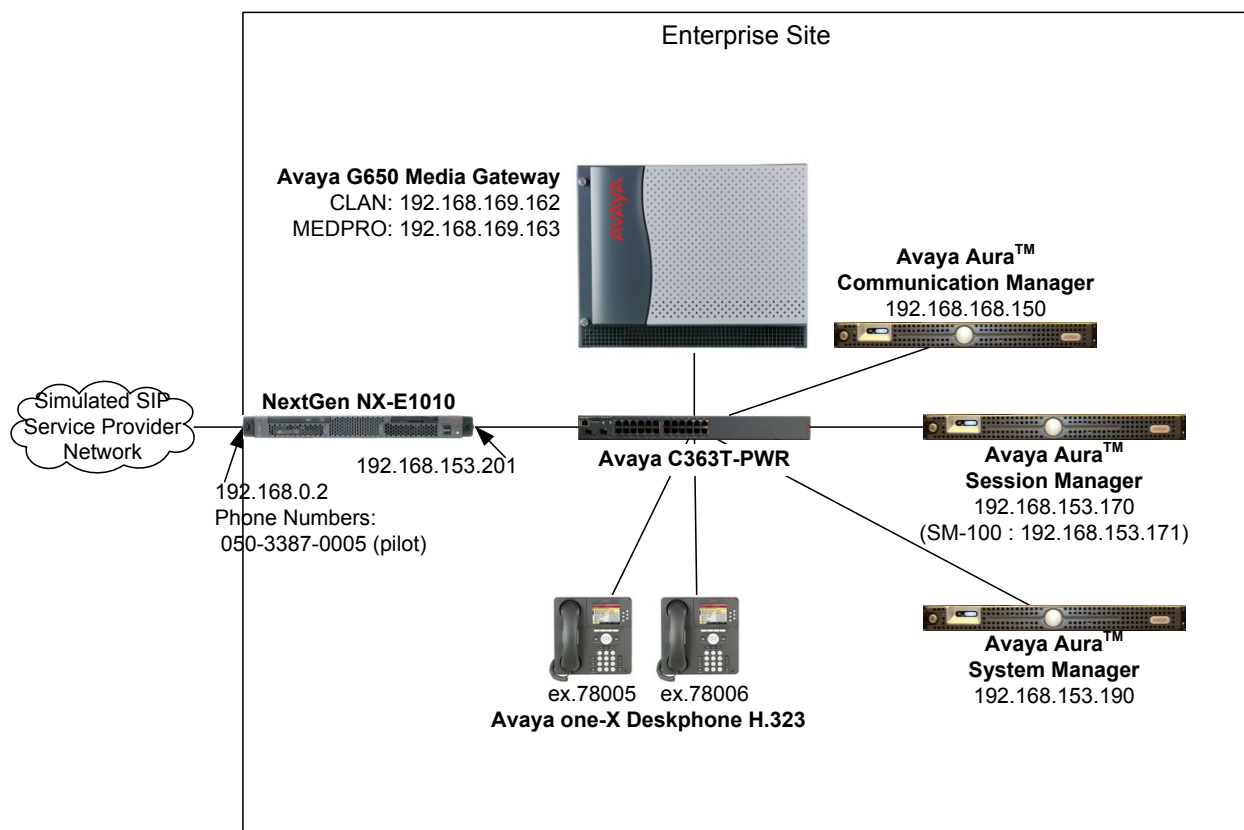 Enterprise Site
Avaya G650 Media Gateway
CLAN: 192.168.169.162
MEDPRO: 192.168.169.163
AVAYA
Avaya Aura™
Communication Manager
192.168.168.150
Simulated SIP
Service Provider
Network
NextGen NX-E1010
192.168.153.201
192.168.0.2
Phone Numbers:
050-3387-0005 (pilot)
Avaya C363T-PWR
Avaya Aura™
Session Manager
192.168.153.170
(SM-100 : 192.168.153.171)
ex.78005
ex.78006
Avaya one-X Deskphone H.323
Avaya Aura™
System Manager
192.168.153.190